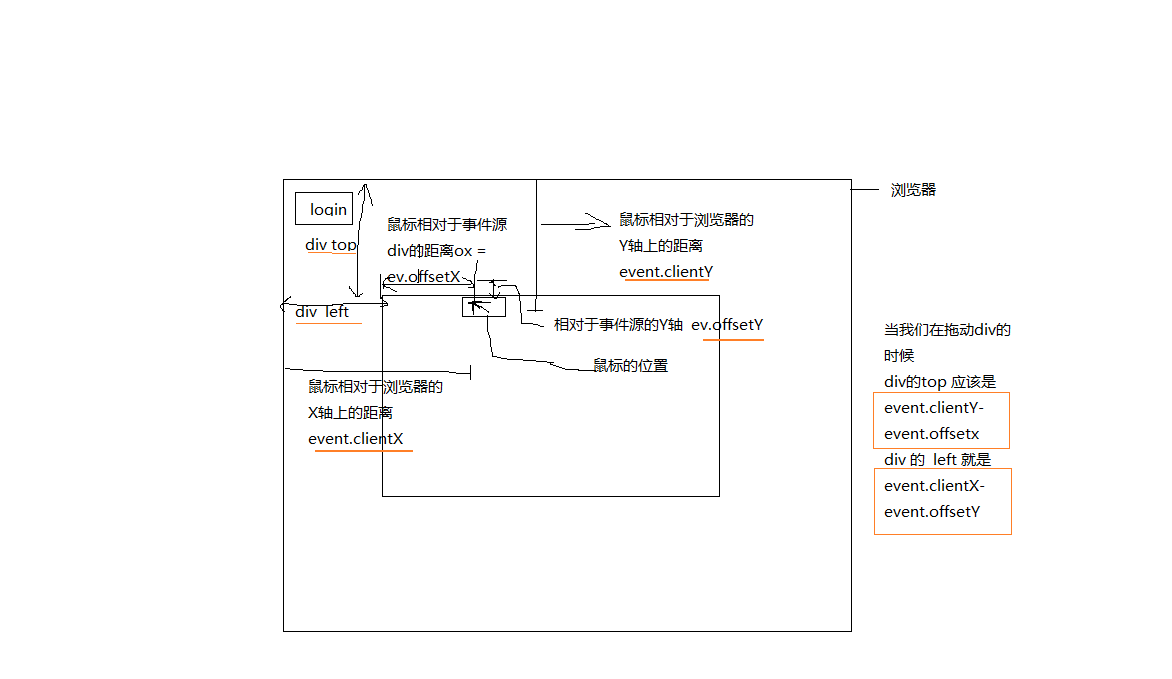 浏览器
login
div top
鼠标相对于事件源
div的距离ox =
ev.offsetX
鼠标相对于浏览器的
Y轴上的距离
event.clientY
div left
相对于事件源的Y轴 ev.offsetY
鼠标的位置
鼠标相对于浏览器的
X轴上的距离
event.clientX
当我们在拖动div的
时候
div的top 应该是
event.clientY-
event.offsetx
div 的 left 就是
event.clientX-
event.offsetY